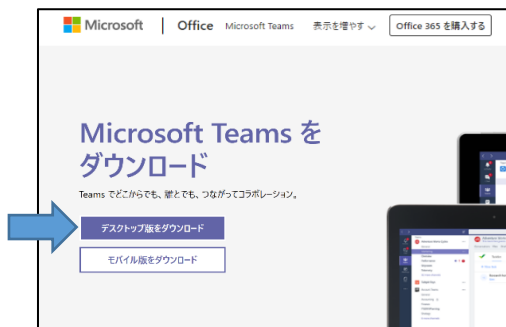 Microsoft | Office Microsoft Teams 表示を増やす Office 365 を購入する
Microsoft Teams を
ダウンロード
Teams でどこからでも、誰とでも、つながってコラボレーション。
デスクトップ版をダウンロード
モバイル版をダウンロード